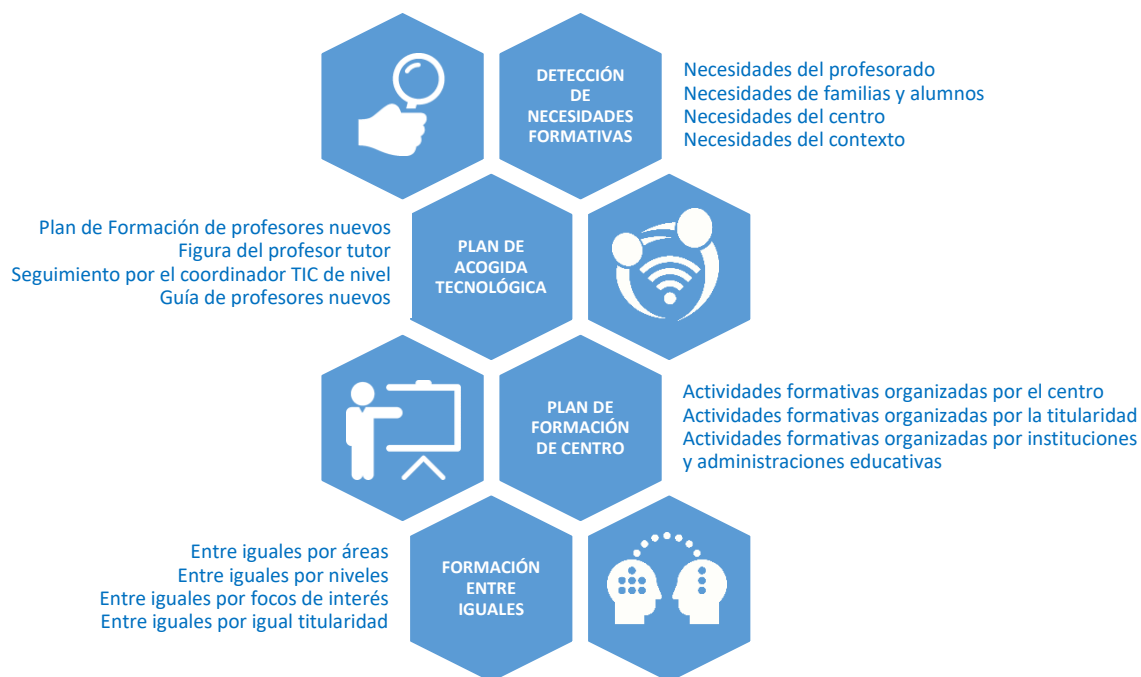 DETECCIÓN
DE
NECESIDADES
FORMATIVAS
Necesidades del profesorado
Necesidades de familias y alumnos
Necesidades del centro
Necesidades del contexto
Plan de Formación de profesores nuevos
Figura del profesor tutor
Seguimiento por el coordinador TIC de nivel
Guía de profesores nuevos
PLAN DE
ACOGIDA
TECNOLÓGICA
PLAN DE
FORMACIÓN
DE CENTRO
Actividades formativas organizadas por el centro
Actividades formativas organizadas por la titularidad
Actividades formativas organizadas por instituciones
y administraciones educativas
Entre iguales por áreas
Entre iguales por niveles
Entre iguales por focos de interés
Entre iguales por igual titularidad
FORMACIÓN
ENTRE
IGUALES